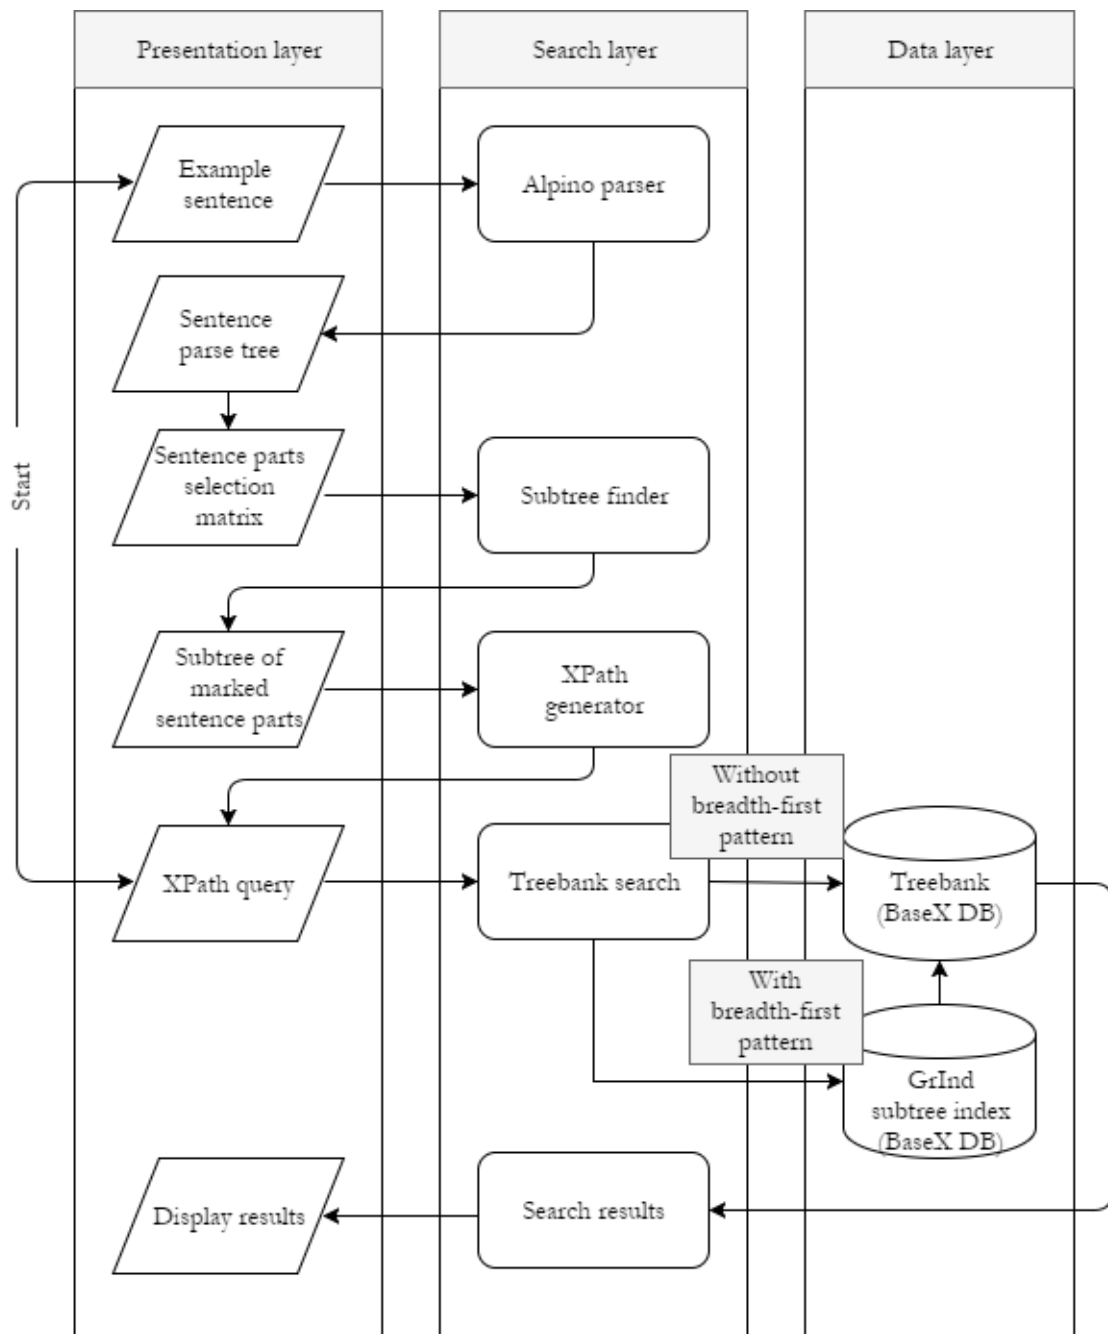 Presentation layer
Search layer
Data layer
Example
sentence
Alpino parser
Sentence
parse tree
Start
Sentence parts
selection
matrix
Subtree finder
Subtree of
marked
sentence parts
XPath
generator
Without
breadth-first
pattern
XPath query
Treebank search
Treebank
(BaseX DB)
With
breadth-first
pattern
GrInd
subtree index
(BaseX DB)
Display results
Search results